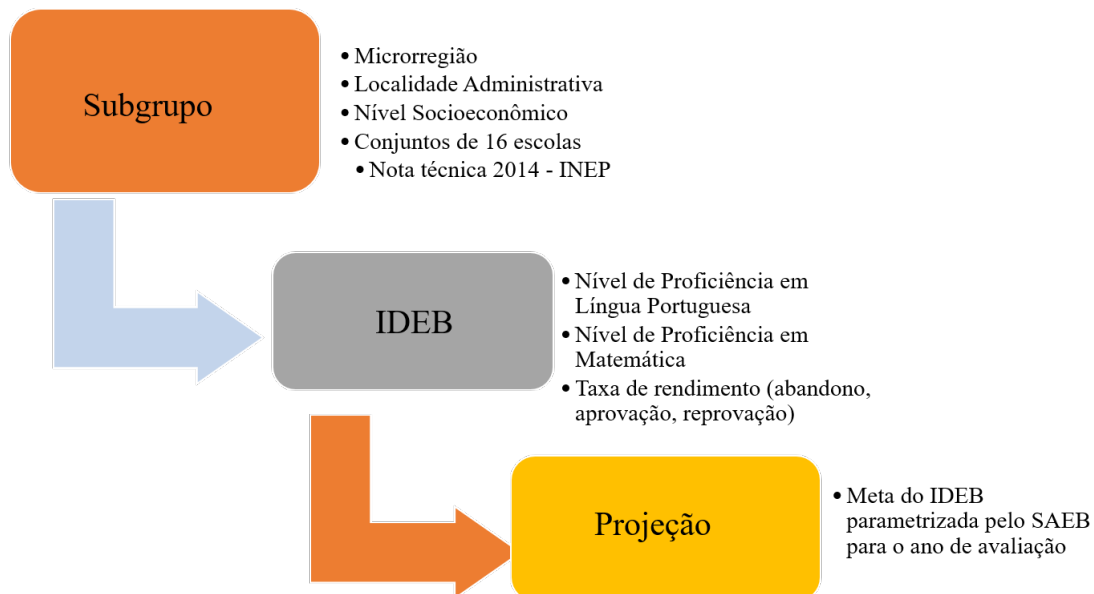 Subgrupo
• Microrregião
• Localidade Administrativa
• Nível Socioeconômico
• Conjuntos de 16 escolas
• Nota técnica 2014 - INEP
IDEB
• Nível de Proficiência em
Língua Portuguesa
• Nível de Proficiência em
Matemática
• Taxa de rendimento (abandono,
aprovação, reprovação)
Projeção
• Meta do IDEB
parametrizada pelo SAEB
para o ano de avaliação